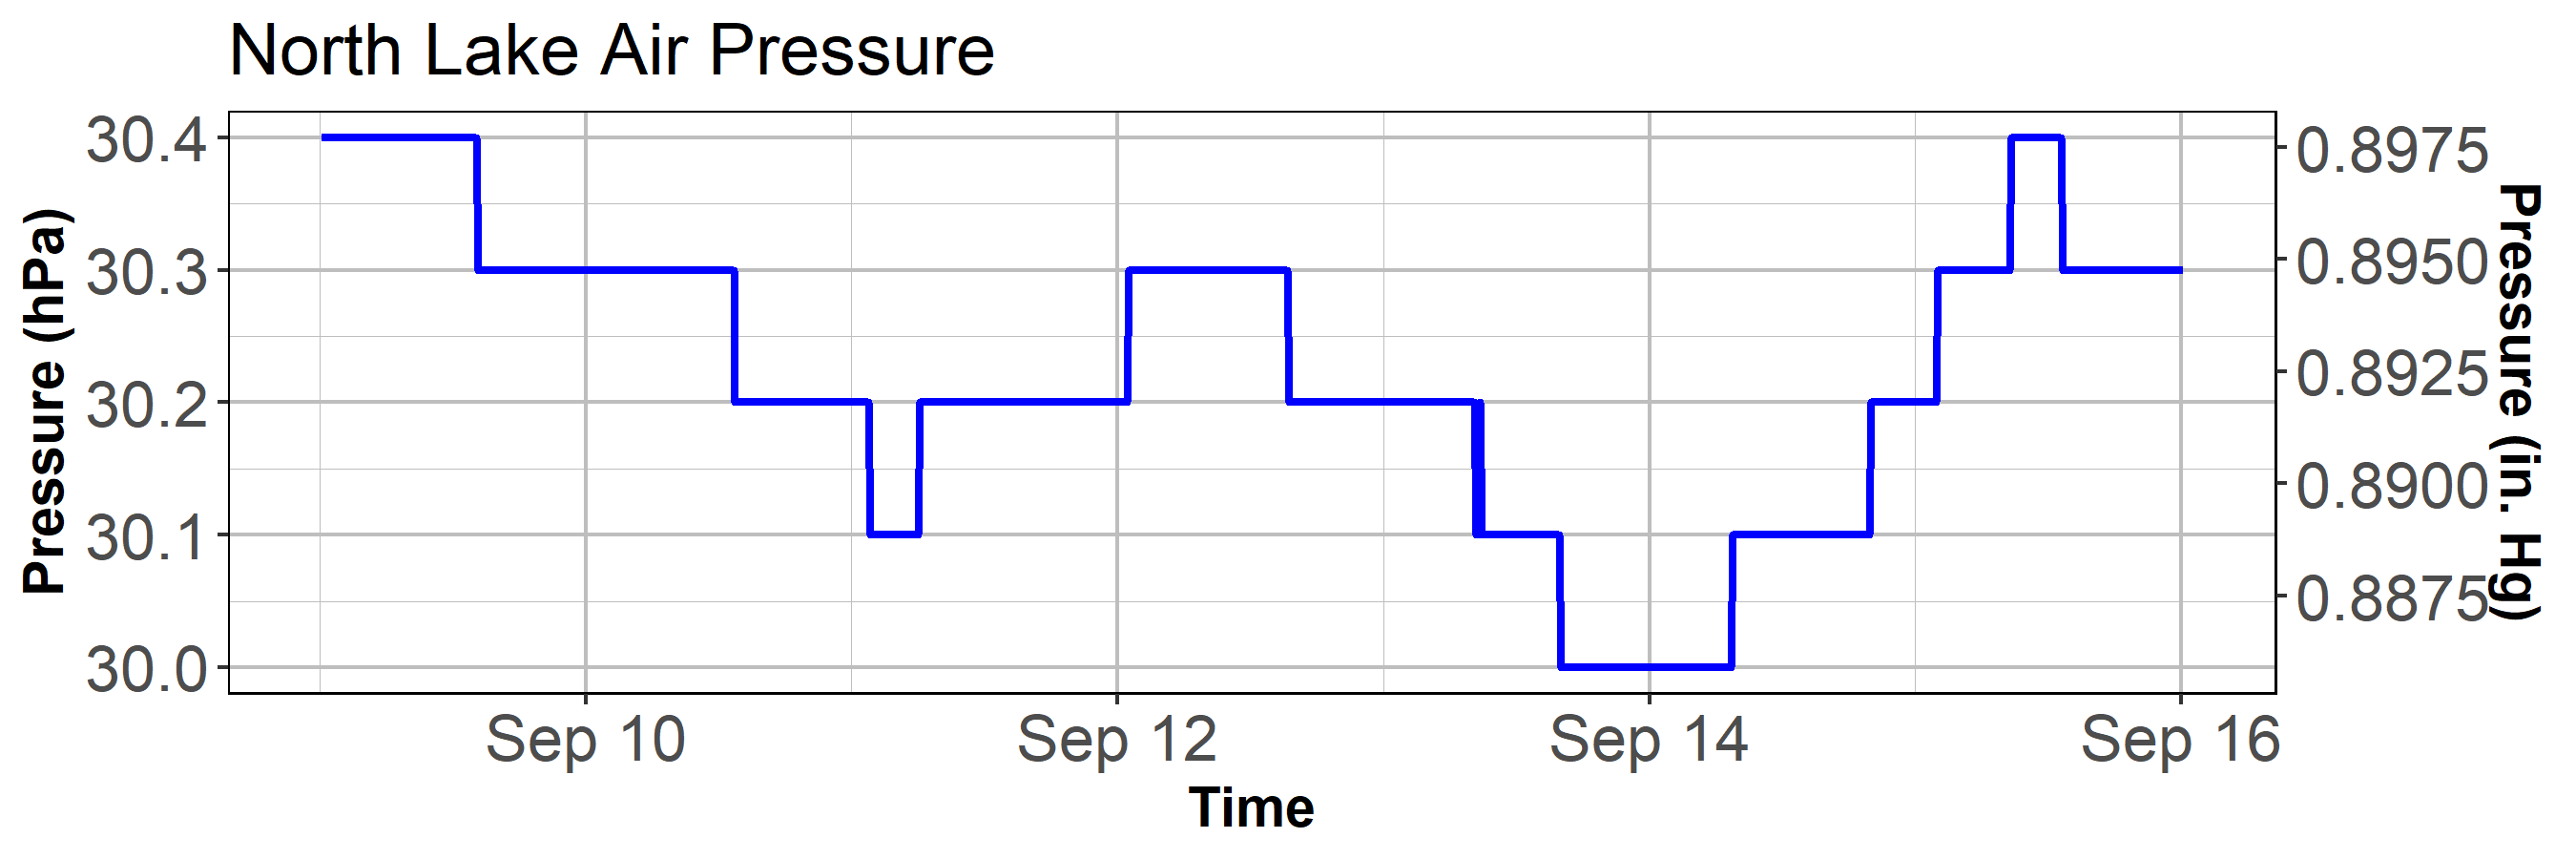 North Lake Air Pressure
Pressure (hPa)
30.4
30.3
30.2
30.1
30.0
0.8975
0.8950
0.8925
0.8900
0.8875
Pressure (in. Hg)
Sep 10
Sep 12
Sep 14
Sep 16
Time